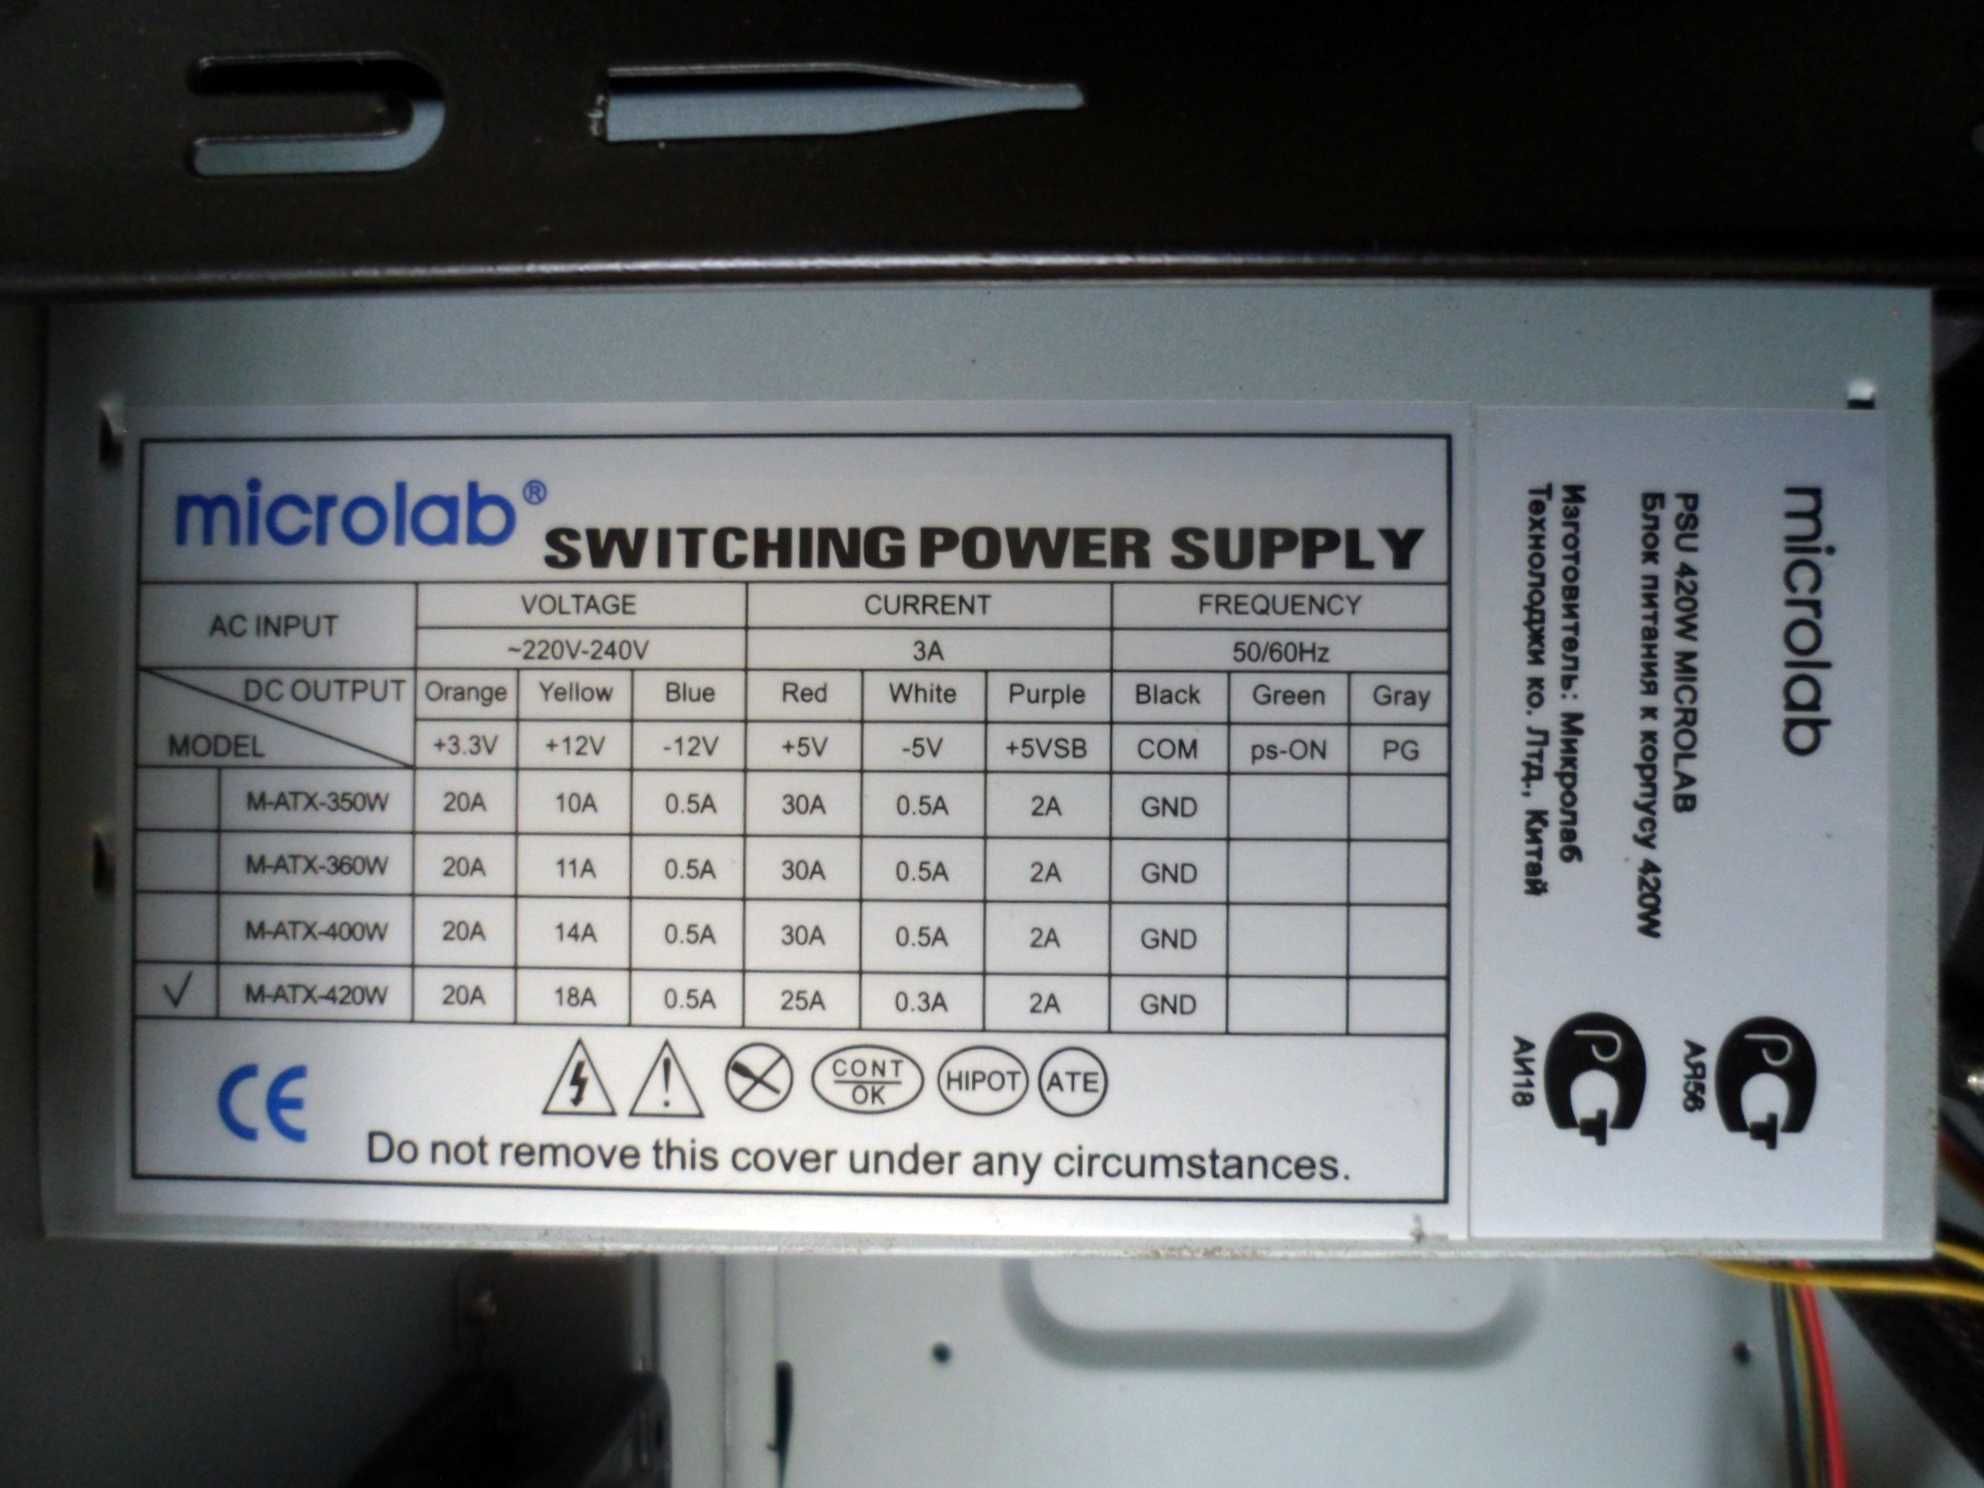 microlab®
SWITCHING POWER SUPPLY
AC INPUT VOLTAGE CURRENT FREQUENCY
~220V-240V 3A 50/60Hz
DC OUTPUT Orange Yellow Blue Red White Purple Black Green Gray
MODEL +3.3V +12V -12V +5V -5V +5VSB COM ps-ON PG
M-ATX-350W 20A 10A 0.5A 30A 0.5A 2A GND
M-ATX-360W 20A 11A 0.5A 30A 0.5A 2A GND
M-ATX-400W 20A 14A 0.5A 30A 0.5A 2A GND
√ M-ATX-420W 20A 18A 0.5A 25A 0.3A 2A GND
CE CONT OK HIPOT ATE
Do not remove this cover under any circumstances.
microlab
PSU 420W MICROLAB
Блок питания к корпусу 420W
Изготовитель: Микролаб
Технолоджи ко. Лтд., Китай
РСТ
АЯ56
РСТ
АИ18